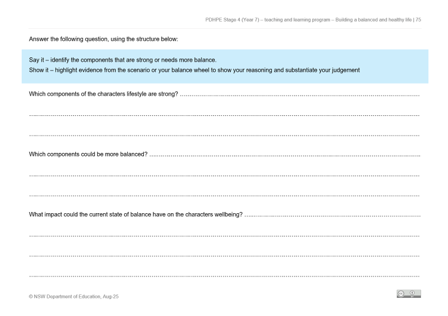 PDHPE Stage 4 (Year 7) – teaching and learning program – Building a balanced and healthy life | 75
Answer the following question, using the structure below:
Say it – identify the components that are strong or needs more balance.
Show it – highlight evidence from the scenario or your balance wheel to show your reasoning and substantiate your judgement
Which components of the characters lifestyle are strong?
Which components could be more balanced?
What impact could the current state of balance have on the characters wellbeing?
© NSW Department of Education, Aug-25